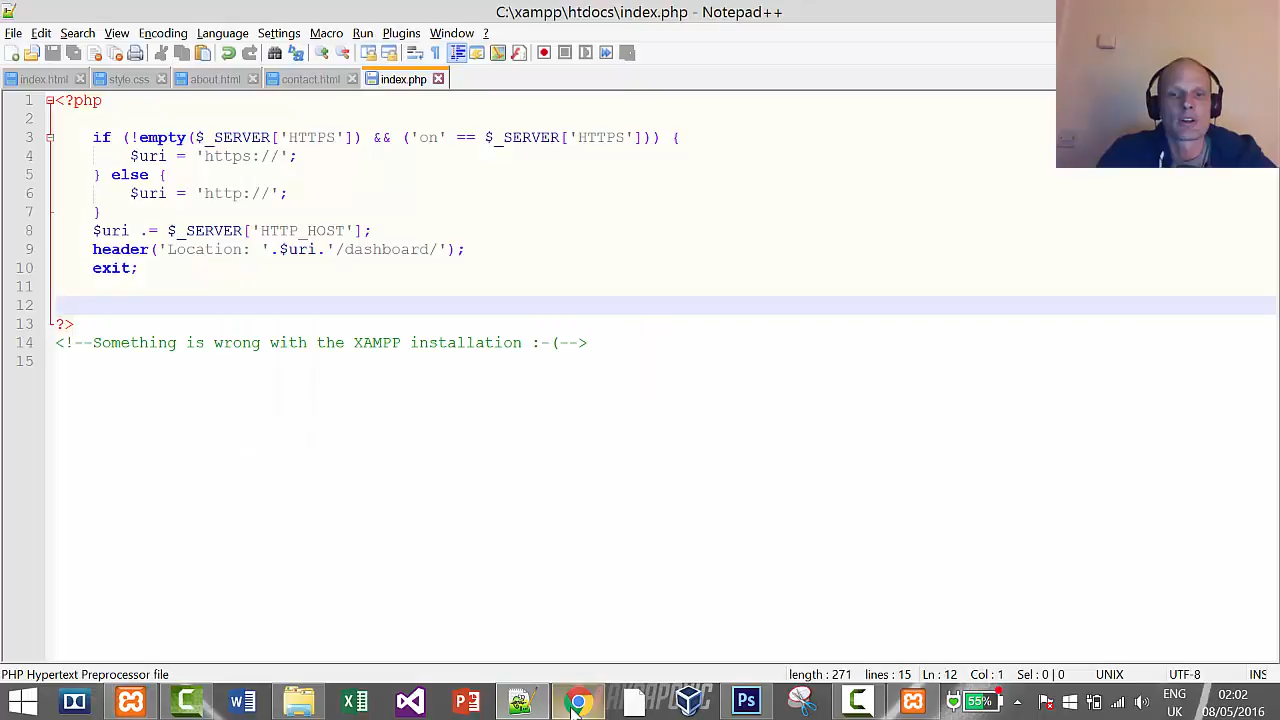 C:\xampp\htdocs\index.php - Notepad++
File Edit Search View Encoding Language Settings Macro Run Plugins Window ?
index.html style.css about.html contact.html index.php
1 <?php
2
3 if (!empty($_SERVER['HTTPS']) && ('on' == $_SERVER['HTTPS'])) {
4 $uri = 'https://';
5 } else {
6 $uri = 'http://';
7 }
8 $uri .= $_SERVER['HTTP_HOST'];
9 header('Location: '.$uri.'/dashboard/');
10 exit;
11
12
13 ?>
14 <!--Something is wrong with the XAMPP installation :-(-->
15
PHP Hypertext Preprocessor file length : 271 lines : 15 Ln : 12 Col : 1 Sel : 0 | 0 UNIX UTF-8 INS
55% ENG 02:02
UK 08/05/2016